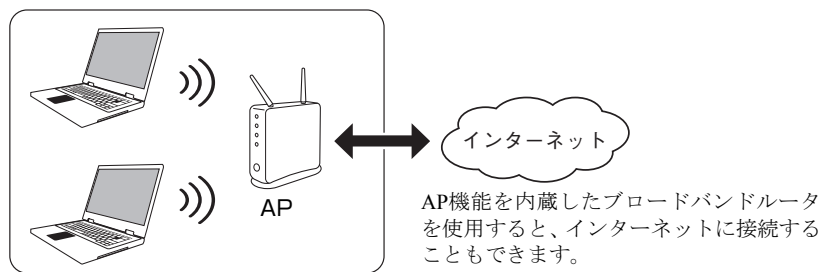 AP
インターネット
AP機能を内蔵したブロードバンドルータ
を使用すると、インターネットに接続する
こともできます。